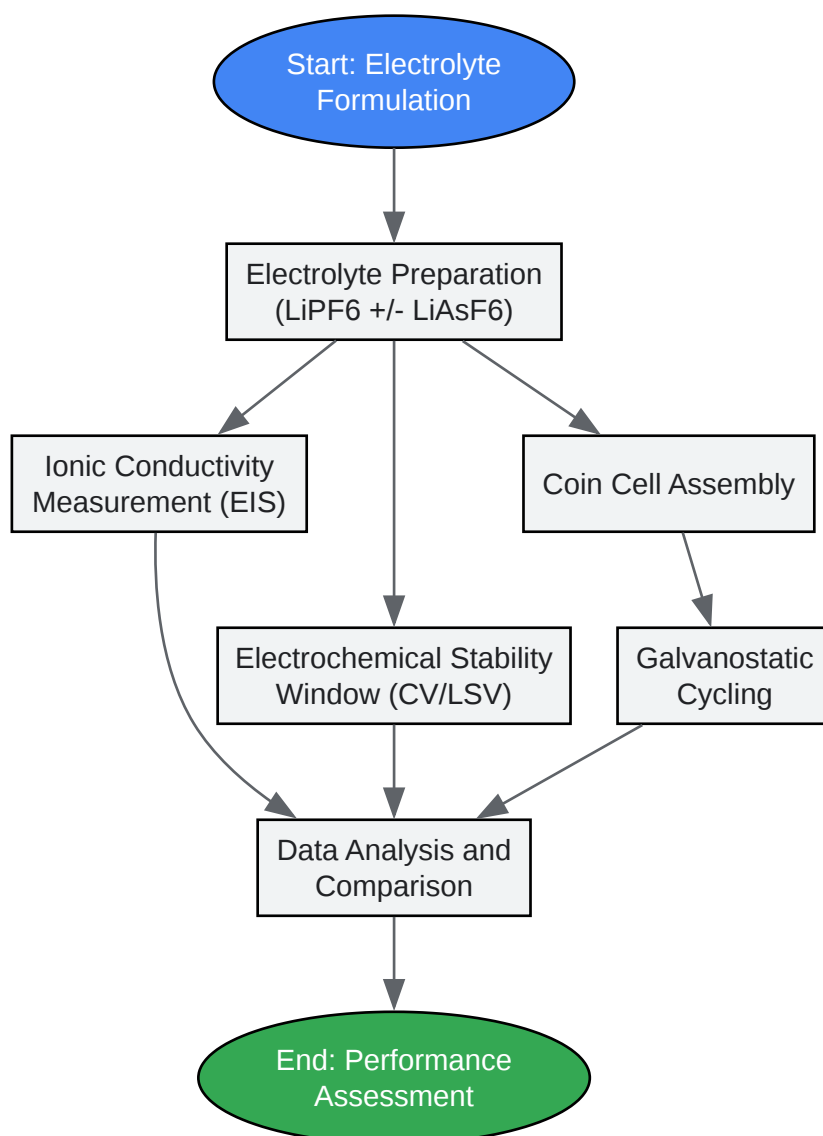 Start: Electrolyte
Formulation
Electrolyte Preparation
(LiPF6 +/- LiAsF6)
Ionic Conductivity
Measurement (EIS)
Coin Cell Assembly
Electrochemical Stability
Window (CV/LSV)
Galvanostatic
Cycling
Data Analysis and
Comparison
End: Performance
Assessment